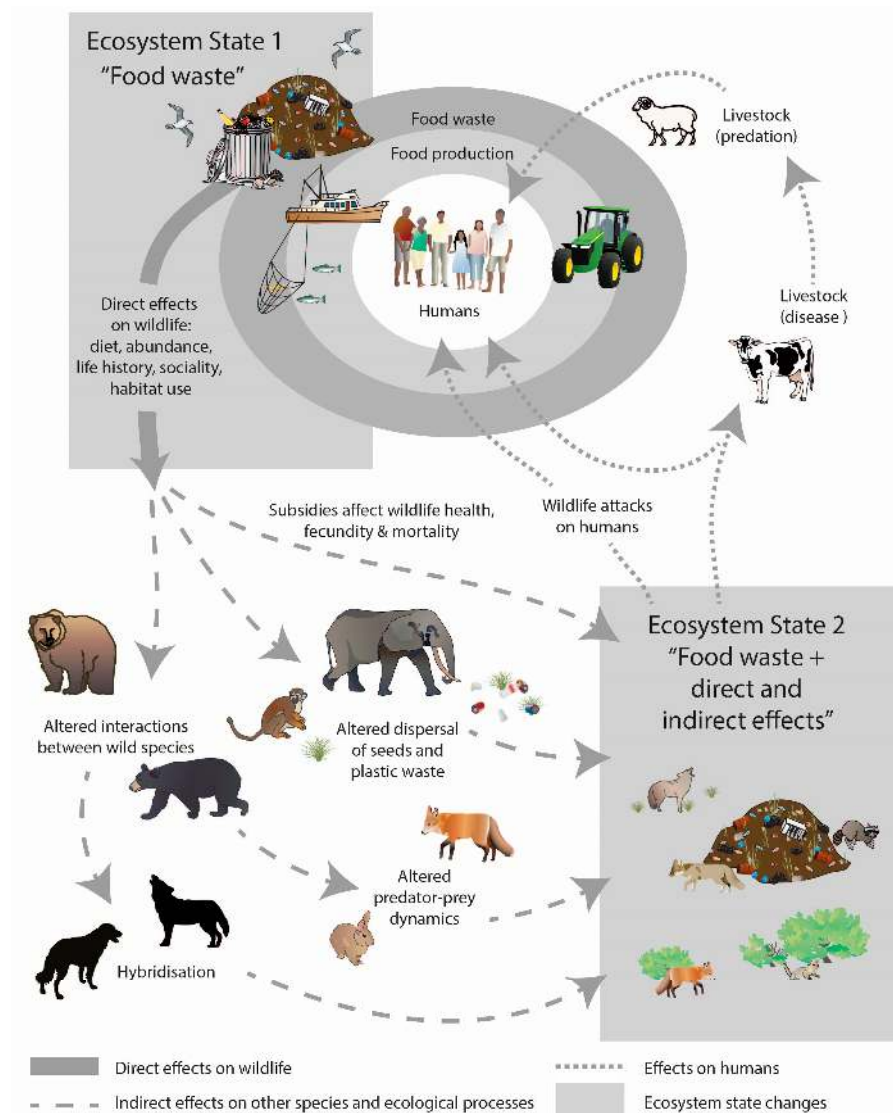 Ecosystem State 1
"Food waste"
Food waste
Food production
Humans
Livestock
(predation)
Livestock
(disease )
Direct effects
on wildlife:
diet, abundance,
life history, sociality,
habitat use
Subsidies affect wildlife health,
fecundity & mortality
Wildlife attacks
on humans
Ecosystem State 2
"Food waste +
direct and
indirect effects"
Altered interactions
between wild species
Altered dispersal
of seeds and
plastic waste
Altered
predator-prey
dynamics
Hybridisation
Direct effects on wildlife
Effects on humans
Indirect effects on other species and ecological processes
Ecosystem state changes